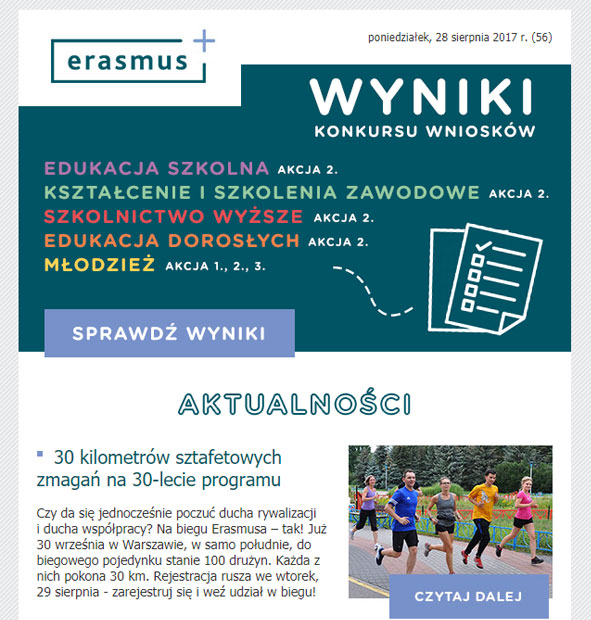 erasmus+
poniedziałek, 28 sierpnia 2017 r. (56)
WYNIKI
KONKURSU WNIOSKÓW
EDUKACJA SZKOLNA AKCJA 2.
KSZTAŁCENIE I SZKOLENIA ZAWODOWE AKCJA 2.
SZKOLNICTWO WYŻSZE AKCJA 2.
EDUKACJA DOROSŁYCH AKCJA 2.
MŁODZIEŻ AKCJA 1., 2., 3.
SPRAWDŹ WYNIKI
AKTUALNOŚCI
30 kilometrów sztafetowych
zmagań na 30-lecie programu
Czy da się jednocześnie poczuć ducha rywalizacji
i ducha współpracy? Na biegu Erasmusa – tak! Już
30 września w Warszawie, w samo południe, do
biegowego pojedynku stanie 100 drużyn. Każda z
nich pokona 30 km. Rejestracja rusza we wtorek,
29 sierpnia - zarejestruj się i weź udział w biegu!
CZYTAJ DALEJ